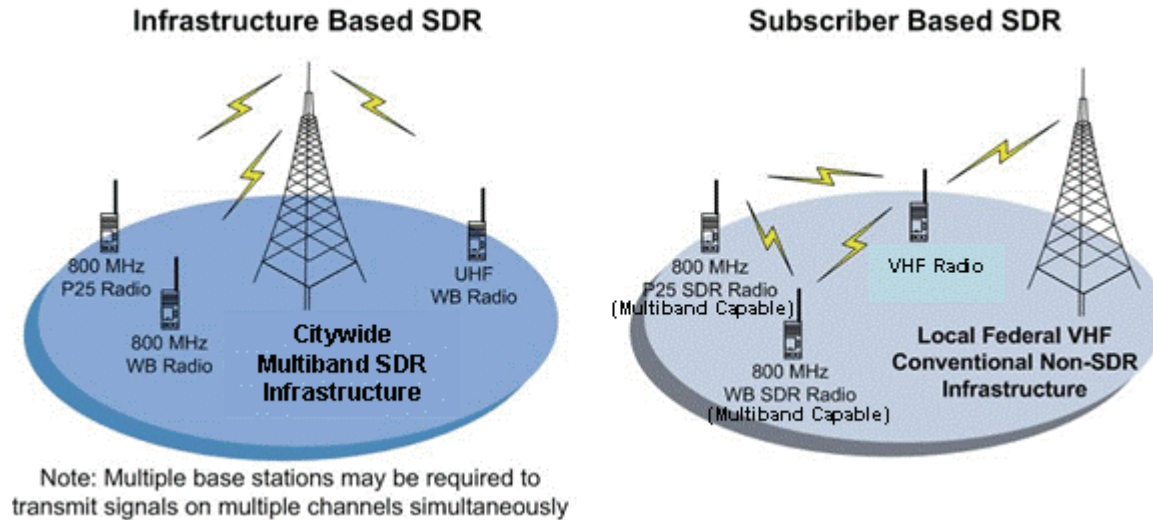 Infrastructure Based SDR
800 MHz
P25 Radio
800 MHz
WB Radio
UHF
WB Radio
Citywide
Multiband SDR
Infrastructure
Note: Multiple base stations may be required to
transmit signals on multiple channels simultaneously
Subscriber Based SDR
800 MHz
P25 SDR Radio
(Multiband Capable)
VHF Radio
800 MHz
WB SDR Radio
(Multiband Capable)
Local Federal VHF
Conventional Non-SDR
Infrastructure